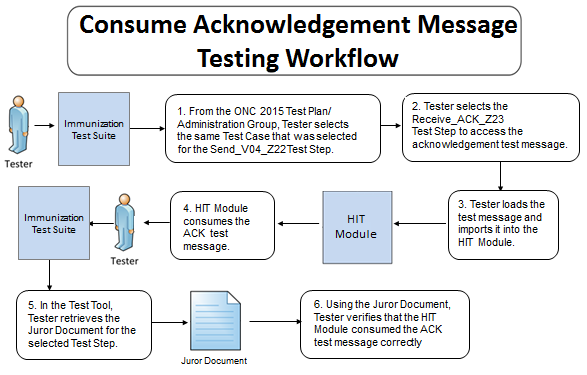 Consume Acknowledgement Message
Testing Workflow
Tester
Immunization
Test Suite
1. From the ONC 2015 Test Plan/
Administration Group, Tester selects
the same Test Case that was selected
for the Send_V04_Z22 Test Step.
2. Tester selects the
Receive_ACK_Z23
Test Step to access the
acknowledgement test message.
3. Tester loads the
test message and
imports it into the
HIT Module.
HIT
Module
4. HIT Module
consumes the
ACK test
message.
Tester
Immunization
Test Suite
5. In the Test Tool,
Tester retrieves the
Juror Document for the
selected Test Step.
Juror Document
6. Using the Juror Document,
Tester verifies that the HIT
Module consumed the ACK
test message correctly